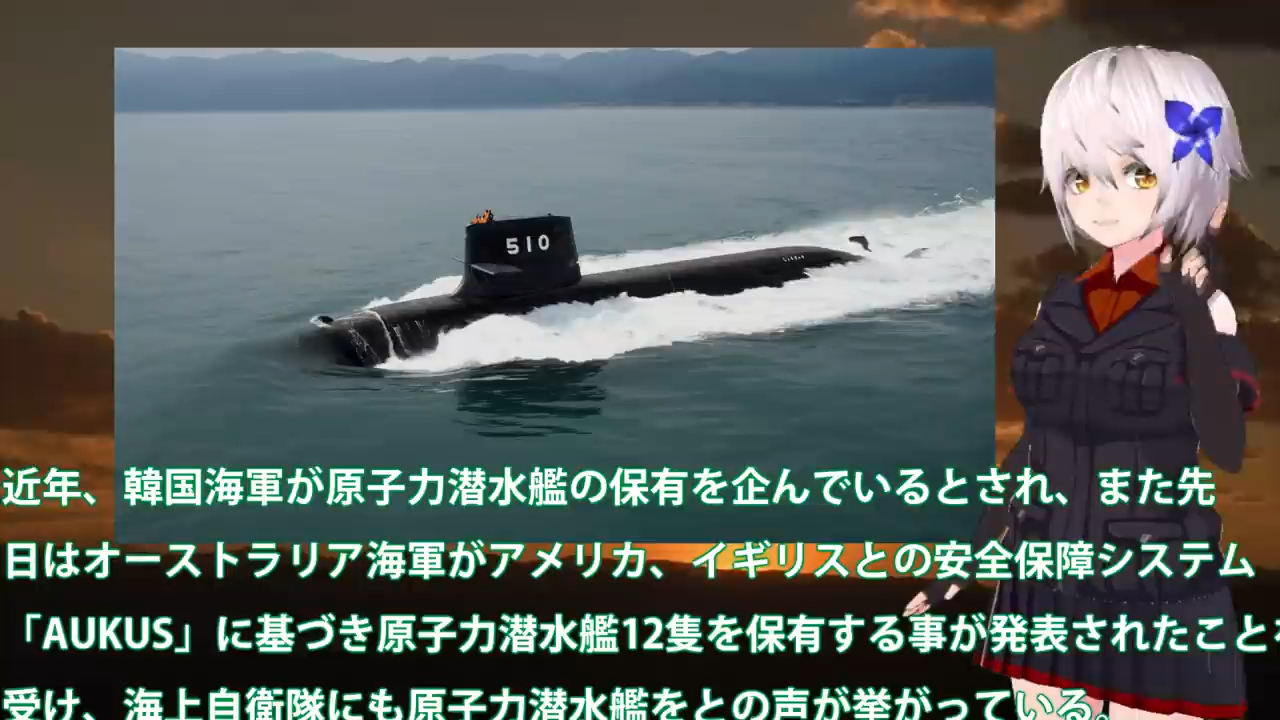 510
近年、韓国海軍が原子力潜水艦の保有を企んでいるとされ、また先
日はオーストラリア海軍がアメリカ、イギリスとの安全保障システム
「AUKUS」に基づき原子力潜水艦12隻を保有する事が発表されたことを
受け、海上自衛隊にも原子力潜水艦をとの声が挙がっている。